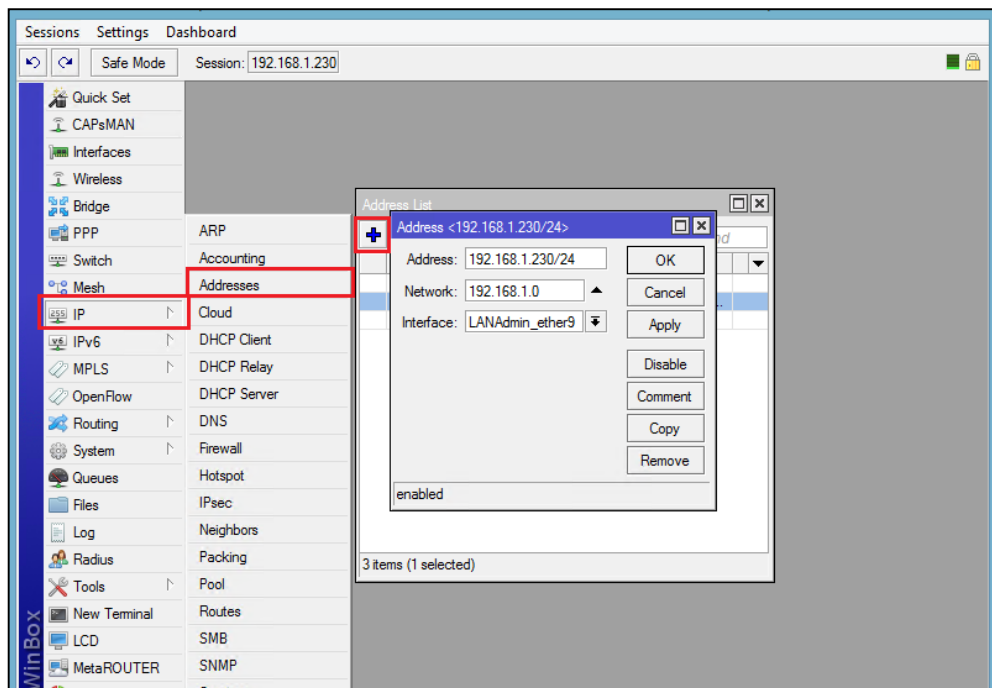 Sessions Settings Dashboard
Safe Mode Session: 192.168.1.230
Quick Set
CAPsMAN
Interfaces
Wireless
Bridge
PPP
Switch
Mesh
IP
IPv6
MPLS
OpenFlow
Routing
System
Queues
Files
Log
Radius
Tools
New Terminal
LCD
MetaROUTER
WinBox
ARP
Accounting
Addresses
Cloud
DHCP Client
DHCP Relay
DHCP Server
DNS
Firewall
Hotspot
IPsec
Neighbors
Packing
Pool
Routes
SMB
SNMP
Address List
Address <192.168.1.230/24>
Address: 192.168.1.230/24
Network: 192.168.1.0
Interface: LANAdmin_ether9
OK
Cancel
Apply
Disable
Comment
Copy
Remove
enabled
3 items (1 selected)